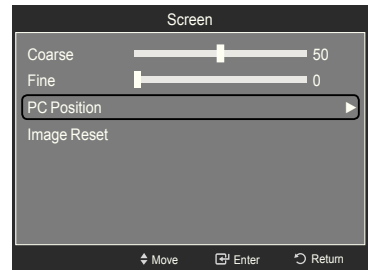 Screen
Coarse 50
Fine 0
PC Position
Image Reset
Move Enter Return